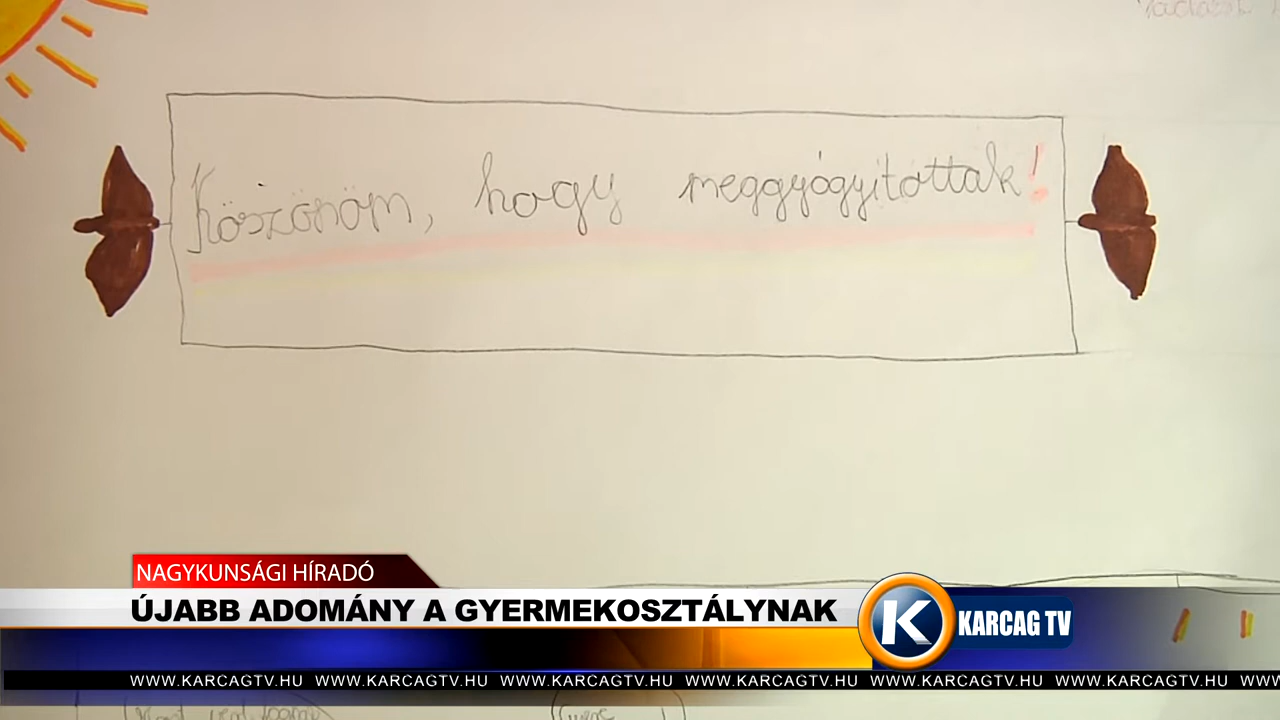 Köszönöm, hogy meggyógyítottak!
NAGYKUNSÁGI HÍRADÓ
ÚJABB ADOMÁNY A GYERMEKOSZTÁLYNAK
K KARCAG TV
WWW.KARCAGTV.HU WWW.KARCAGTV.HU WWW.KARCAGTV.HU WWW.KARCAGTV.HU WWW.KARCAGTV.HU WWW.KARCAGTV.HU WWW